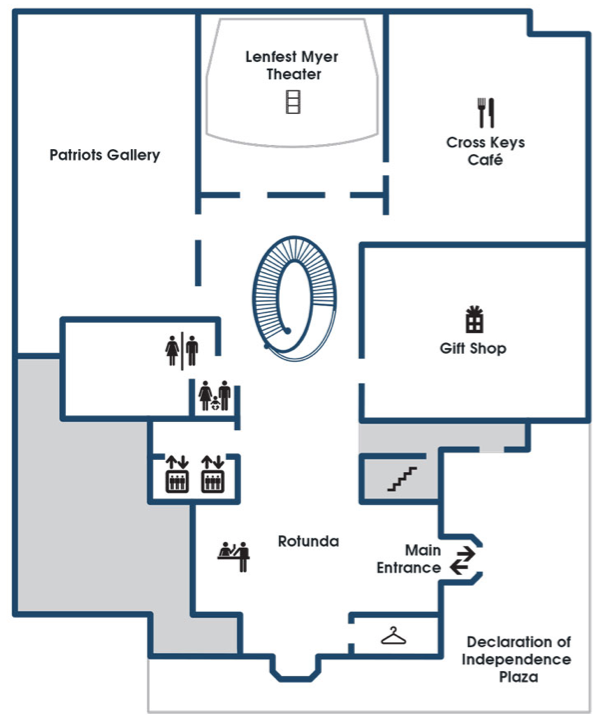 Lenfest Myer
Theater
Patriots Gallery
Cross Keys
Café
Gift Shop
Rotunda
Main
Entrance
Declaration of
Independence
Plaza